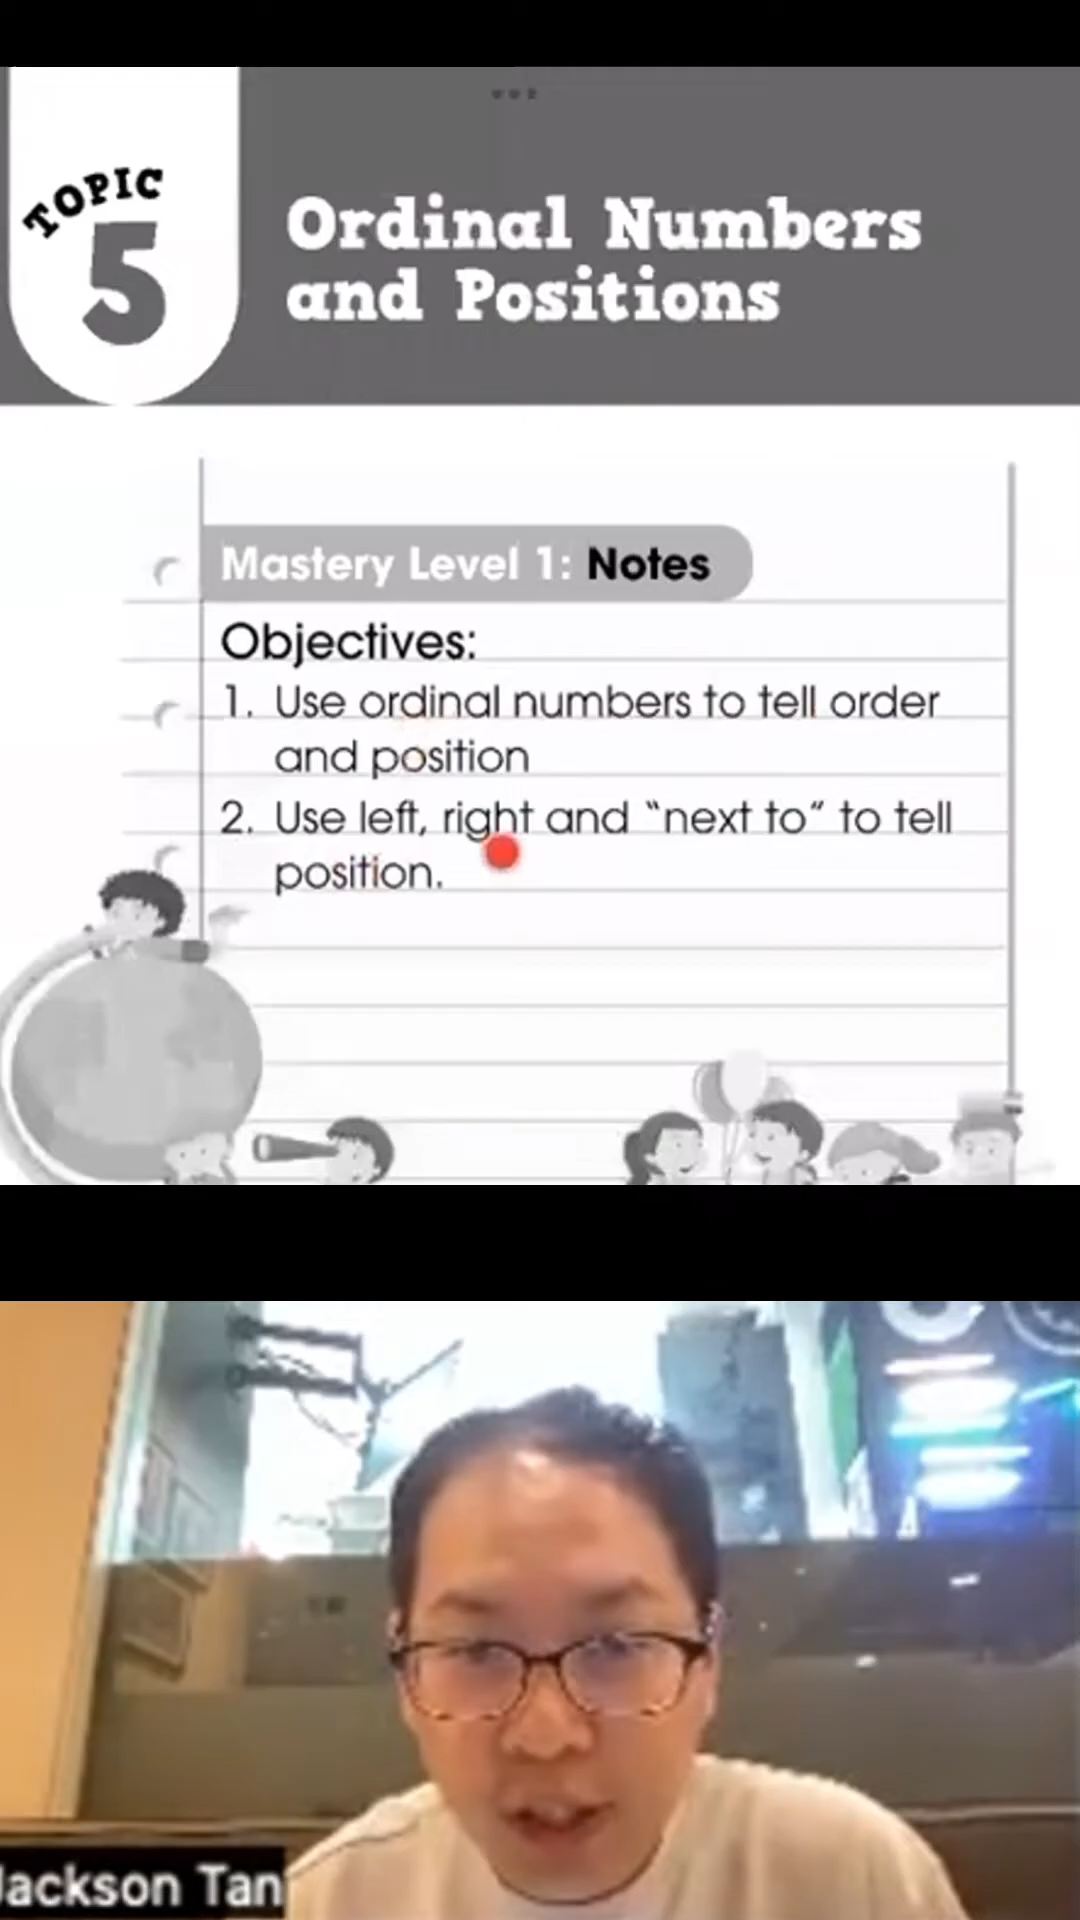 TOPIC
5
Ordinal Numbers
and Positions
Mastery Level 1: Notes
Objectives:
1. Use ordinal numbers to tell order
and position
2. Use left, right and “next to” to tell
position.
Jackson Tan